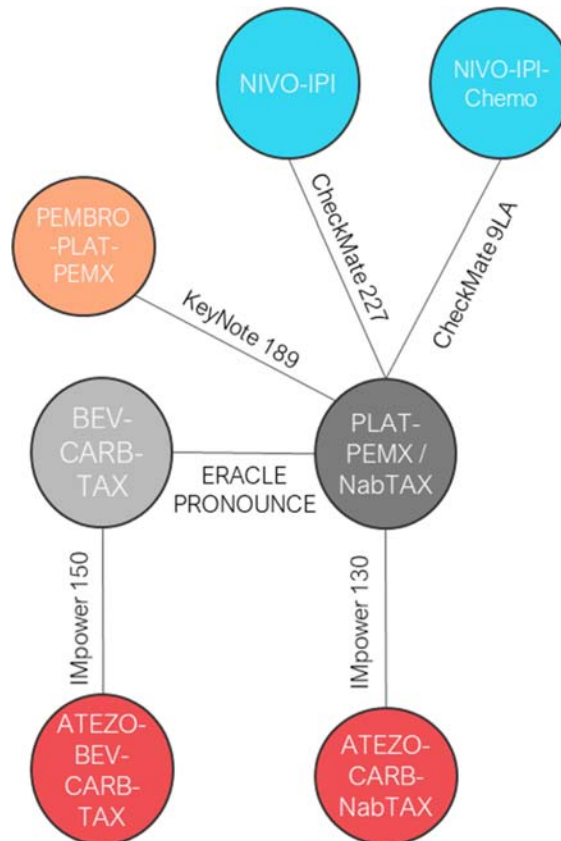 NIVO-IPI
NIVO-IPI-
Chemo
CheckMate 227
CheckMate 9LA
PEMBRO
-PLAT-
PEMX
KeyNote 189
BEV-
CARB-
TAX
ERACLE
PRONOUNCE
PLAT-
PEMX /
NabTAX
IMpower 150
IMpower 130
ATEZO-
BEV-
CARB-
TAX
ATEZO-
CARB-
NabTAX